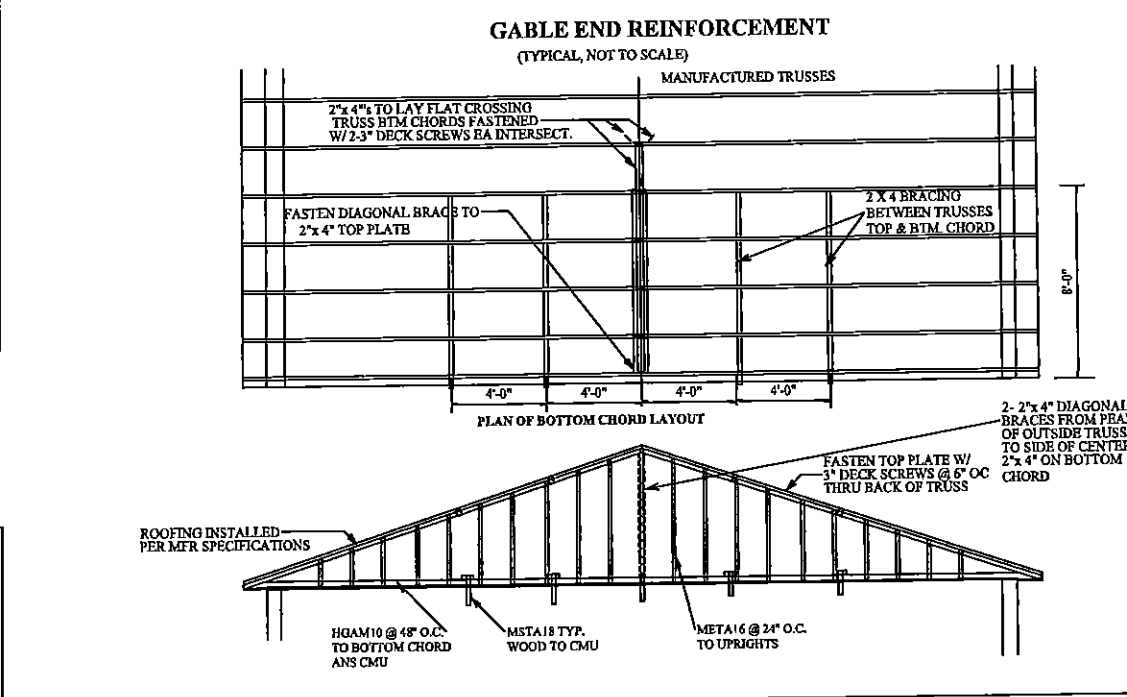 GABLE END REINFORCEMENT
(TYPICAL, NOT TO SCALE)
MANUFACTURED TRUSSES
2"x 4"'s TO LAY FLAT CROSSING
TRUSS BTM CHORDS FASTENED
W/ 2-3" DECK SCREWS EA INTERSECT.
FASTEN DIAGONAL BRACE TO
2"x 4" TOP PLATE
2 X 4 BRACING
BETWEEN TRUSSES
TOP & BTM. CHORD
8'-0"
4'-0"
4'-0"
4'-0"
4'-0"
PLAN OF BOTTOM CHORD LAYOUT
2- 2"x 4" DIAGONAL
BRACES FROM PEA
OF OUTSIDE TRUSS
TO SIDE OF CENTE
2"x 4" ON BOTTOM
CHORD
FASTEN TOP PLATE W/
3" DECK SCREWS @ 6" OC
THRU BACK OF TRUSS
ROOFING INSTALLED
PER MFR SPECIFICATIONS
HGAM10 @ 48" O.C.
TO BOTTOM CHORD
ANS CMU
MSTA18 TYP.
WOOD TO CMU
META16 @ 24" O.C.
TO UPRIGHTS